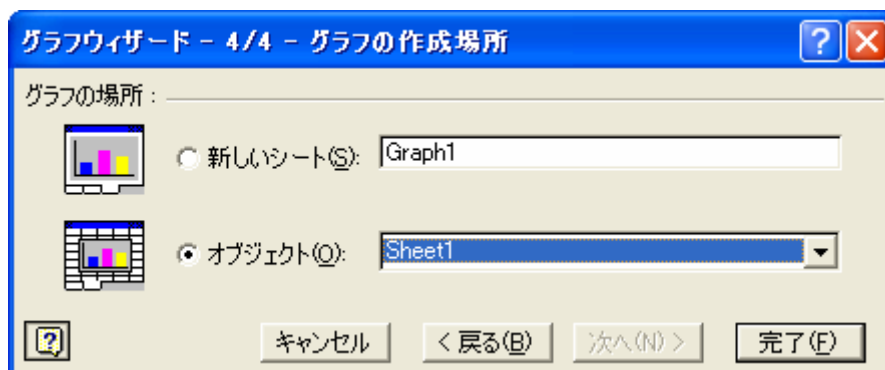 グラフウィザード - 4/4 - グラフの作成場所
グラフの場所:
新しいシート(S): Graph1
オブジェクト(O): Sheet1
キャンセル < 戻る(B) 次へ(N) > 完了(F)